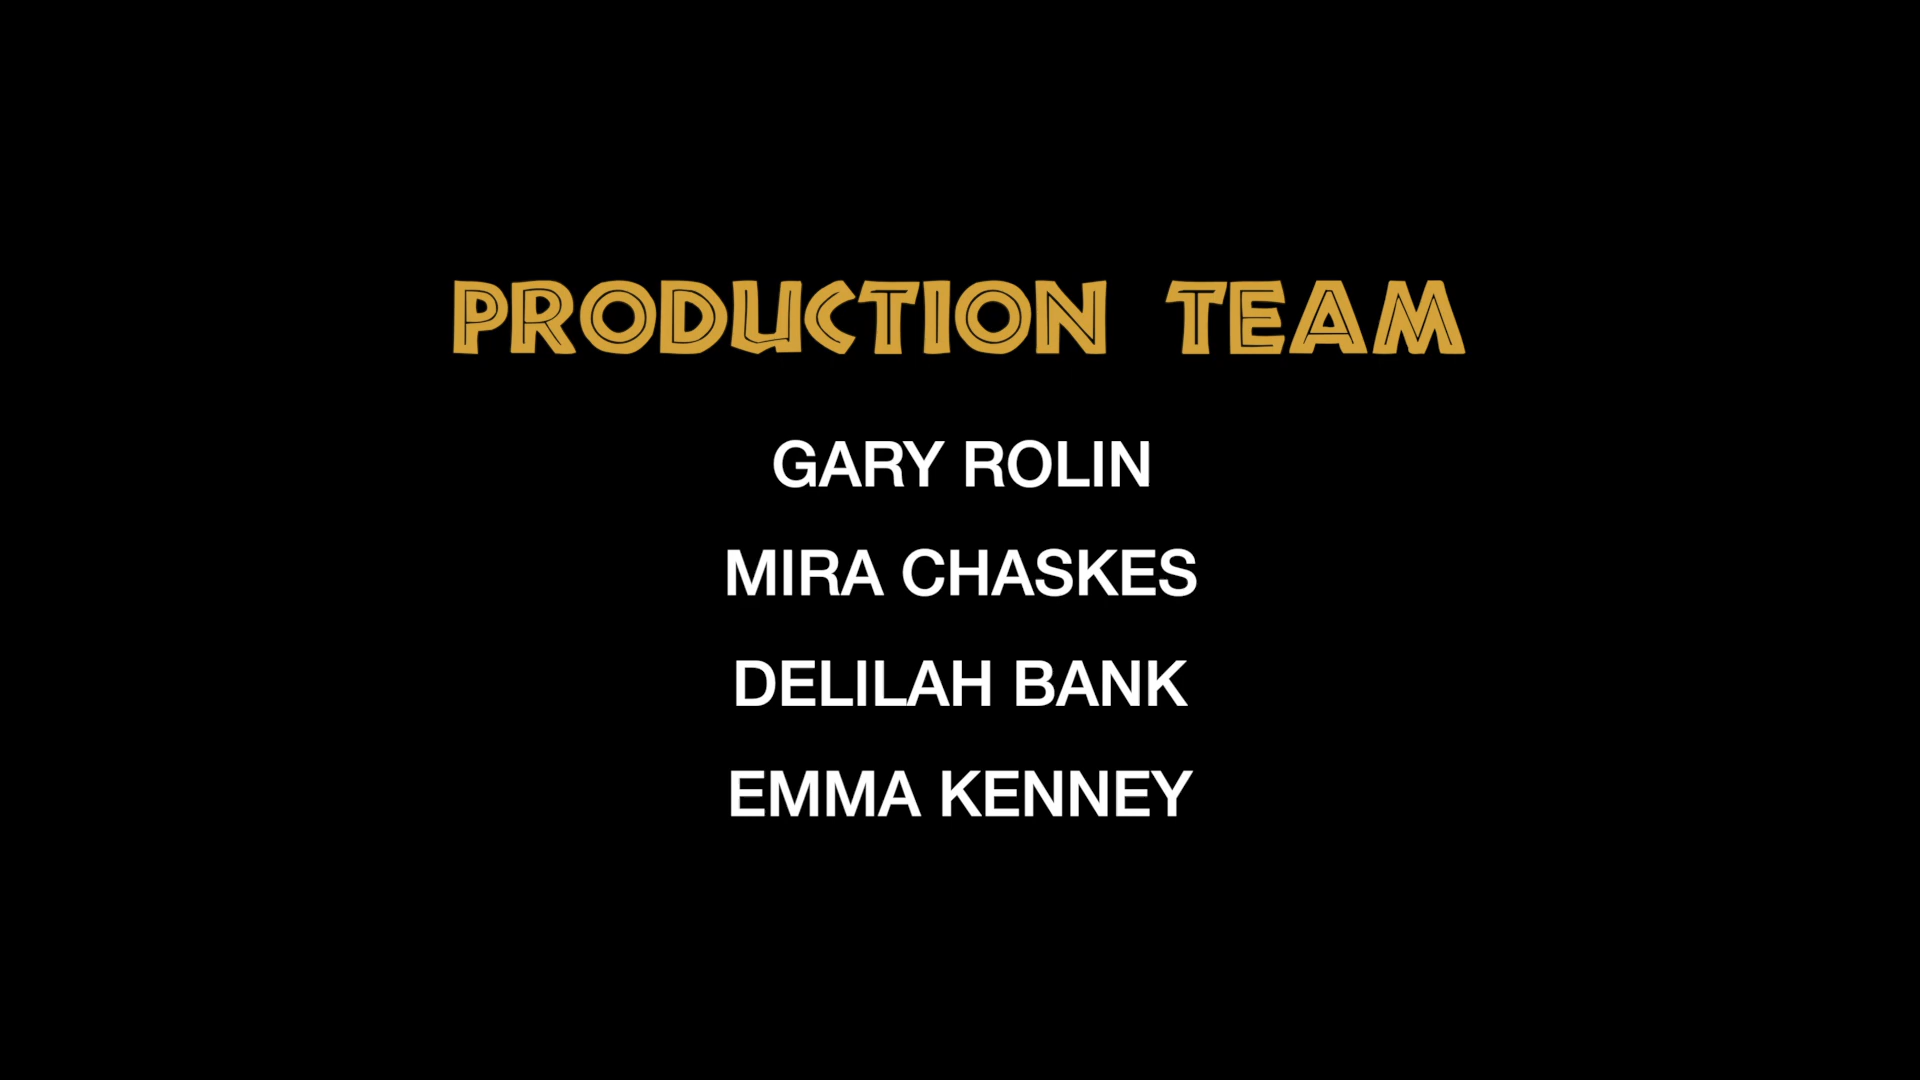 PRODUCTION TEAM
GARY ROLIN
MIRA CHASKES
DELILAH BANK
EMMA KENNEY